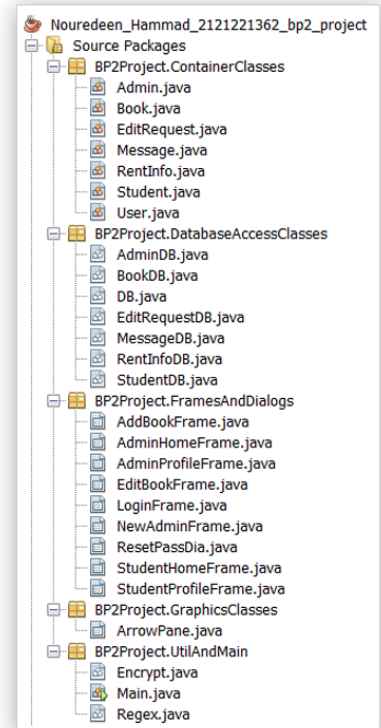 Nouredeen_Hammad_2121221362_bp2_project
Source Packages
BP2Project.ContainerClasses
Admin.java
Book.java
EditRequest.java
Message.java
RentInfo.java
Student.java
User.java
BP2Project.DatabaseAccessClasses
AdminDB.java
BookDB.java
DB.java
EditRequestDB.java
MessageDB.java
RentInfoDB.java
StudentDB.java
BP2Project.FramesAndDialogs
AddBookFrame.java
AdminHomeFrame.java
AdminProfileFrame.java
EditBookFrame.java
LoginFrame.java
NewAdminFrame.java
ResetPassDia.java
StudentHomeFrame.java
StudentProfileFrame.java
BP2Project.GraphicsClasses
ArrowPane.java
BP2Project.UtilAndMain
Encrypt.java
Main.java
Regex.java